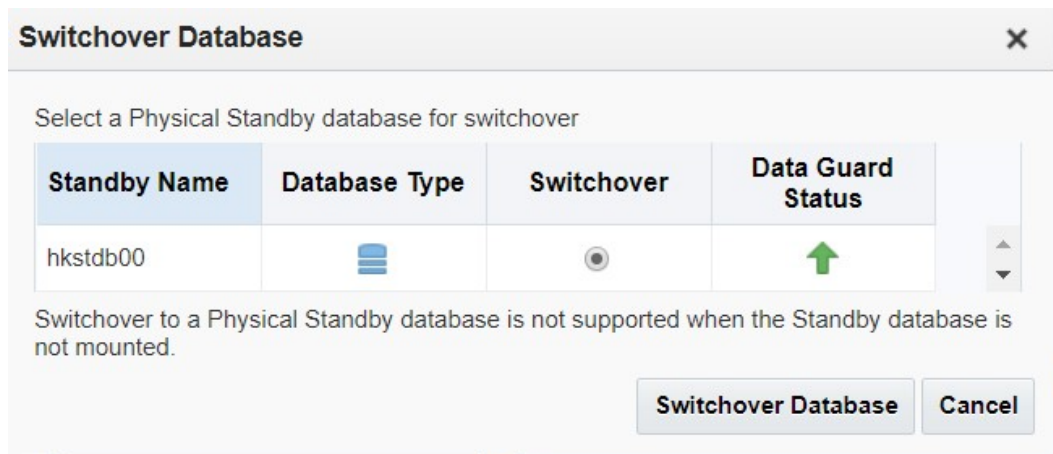 Switchover Database
Select a Physical Standby database for switchover
Standby Name Database Type Switchover Data Guard Status
hkstdb00
Switchover to a Physical Standby database is not supported when the Standby database is
not mounted.
Switchover Database Cancel